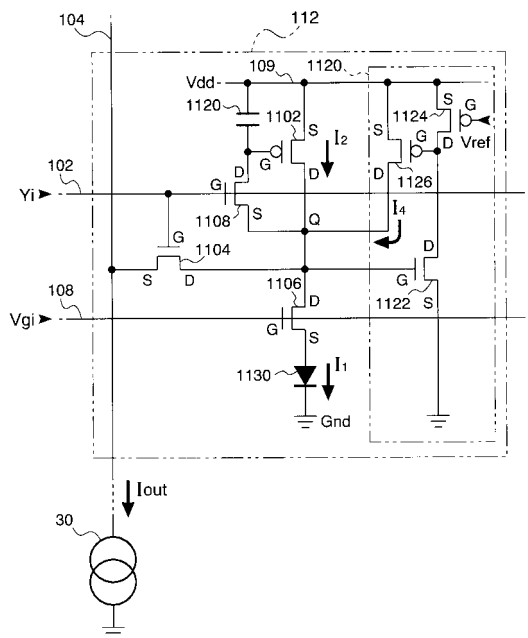 104
112
Vdd
109
1120
1120
1102
S
G
D
I2
S
G
D
1126
1124
S
G
D
Vref
102
Yi
D
G
S
1108
Q
I4
G
1104
S
D
D
G
S
1122
108
Vgi
1106
D
G
S
1130
I1
Gnd
Iout
30